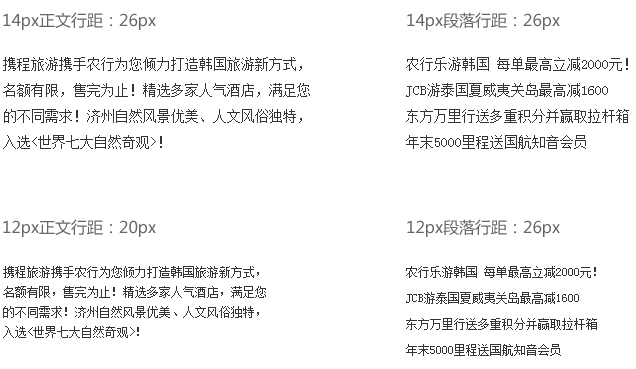 14px正文行距：26px
携程旅游携手农行为您倾力打造韩国旅游新方式，
名额有限，售完为止！精选多家人气酒店，满足您
的不同需求！济州自然风景优美、人文风俗独特，
入选<世界七大自然奇观>！
14px段落行距：26px
农行乐游韩国 每单最高立减2000元！
JCB游泰国夏威夷关岛最高减1600
东方万里行送多重积分并赢取拉杆箱
年末5000里程送国航知音会员
12px正文行距：20px
携程旅游携手农行为您倾力打造韩国旅游新方式，
名额有限，售完为止！精选多家人气酒店，满足您
的不同需求！济州自然风景优美、人文风俗独特，
入选<世界七大自然奇观>！
12px段落行距：26px
农行乐游韩国 每单最高立减2000元！
JCB游泰国夏威夷关岛最高减1600
东方万里行送多重积分并赢取拉杆箱
年末5000里程送国航知音会员